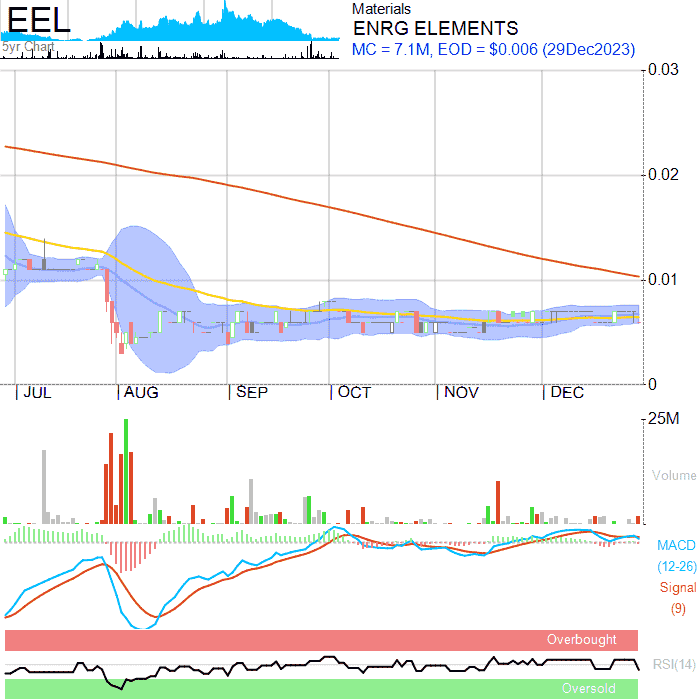 EEL
5yr Chart
Materials
ENRG ELEMENTS
MC = 7.1M, EOD = $0.006 (29Dec2023)
0.03
0.02
0.01
0
JUL
AUG
SEP
OCT
NOV
DEC
25M
Volume
MACD
(12-26)
Signal
(9)
Overbought
RSI(14)
Oversold